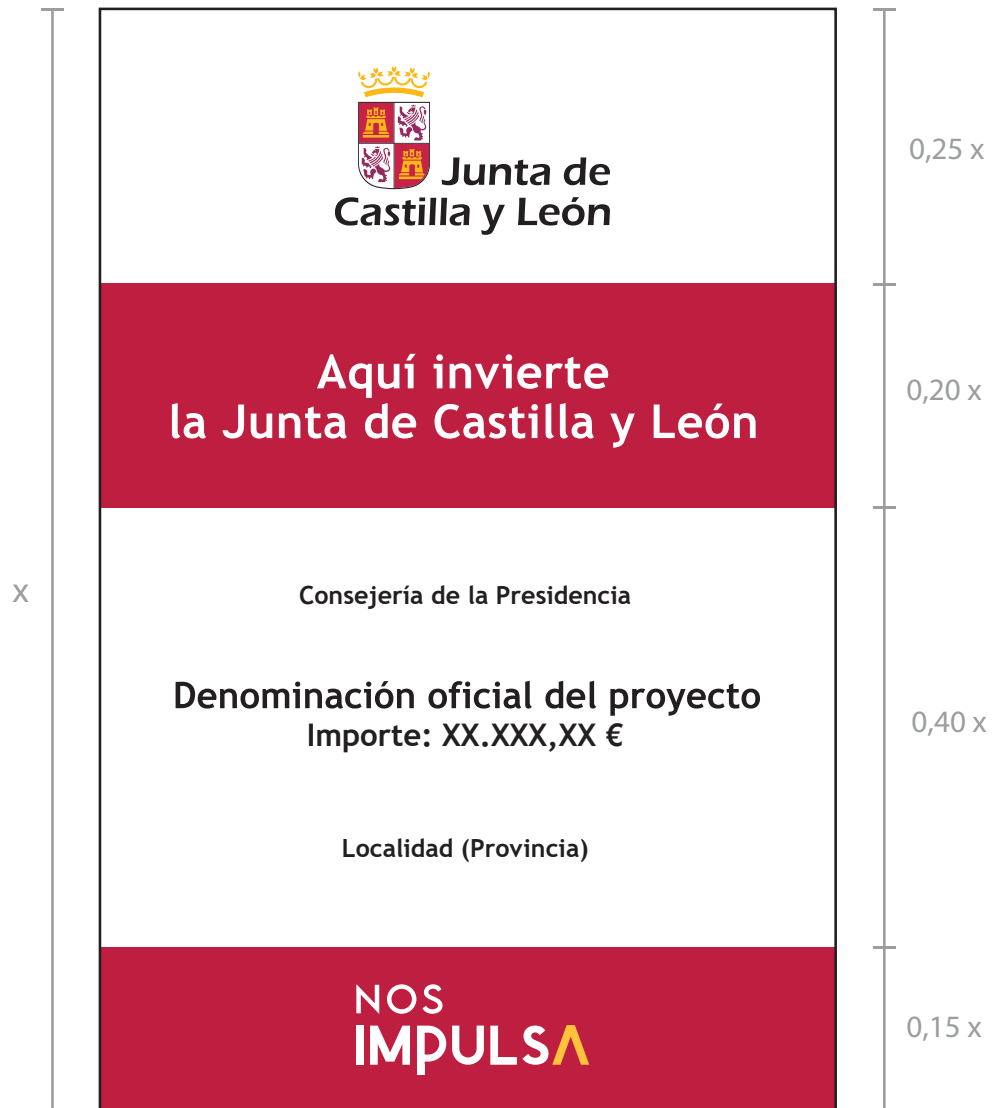 Junta de
Castilla y León
0,25 x
Aquí invierte
la Junta de Castilla y León
0,20 x
x
Consejería de la Presidencia
Denominación oficial del proyecto
Importe: XX.XXX,XX €
0,40 x
Localidad (Provincia)
NOS
IMPULSA
0,15 x